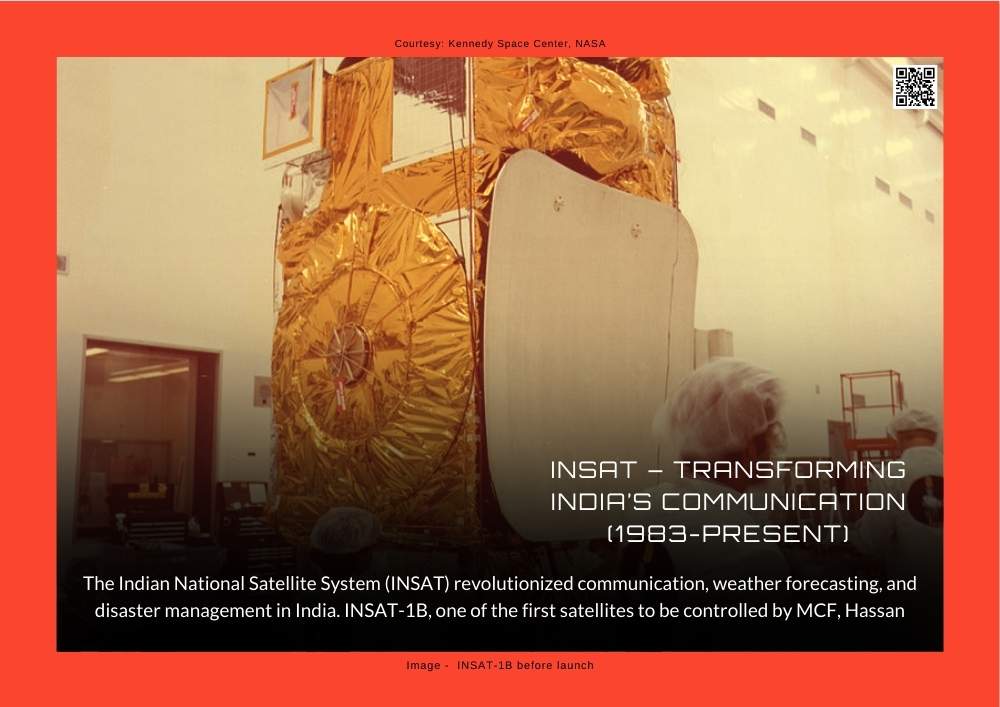 Courtesy: Kennedy Space Center, NASA
INSAT – TRANSFORMING
INDIA'S COMMUNICATION
(1983-PRESENT)
The Indian National Satellite System (INSAT) revolutionized communication, weather forecasting, and
disaster management in India. INSAT-1B, one of the first satellites to be controlled by MCF, Hassan
Image - INSAT-1B before launch